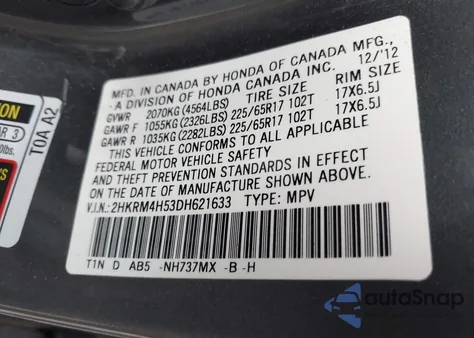 MFD. IN CANADA BY HONDA OF CANADA MFG.,
A DIVISION OF HONDA CANADA INC. 12/'12
GVWR 2070KG (4564LBS) TIRE SIZE RIM SIZE
GAWR F 1055KG (2326LBS) 225/65R17 102T 17X6.5J
GAWR R 1035KG (2282LBS) 225/65R17 102T 17X6.5J
THIS VEHICLE CONFORMS TO ALL APPLICABLE
FEDERAL MOTOR VEHICLE SAFETY
AND THEFT PREVENTION STANDARDS IN EFFECT
ON THE DATE OF MANUFACTURE SHOWN ABOVE.
V.I.N.: 2HKRM4H53DH621633 TYPE: MPV
T1N D AB5 -NH737MX -B -H
T0A A2
autoSnap